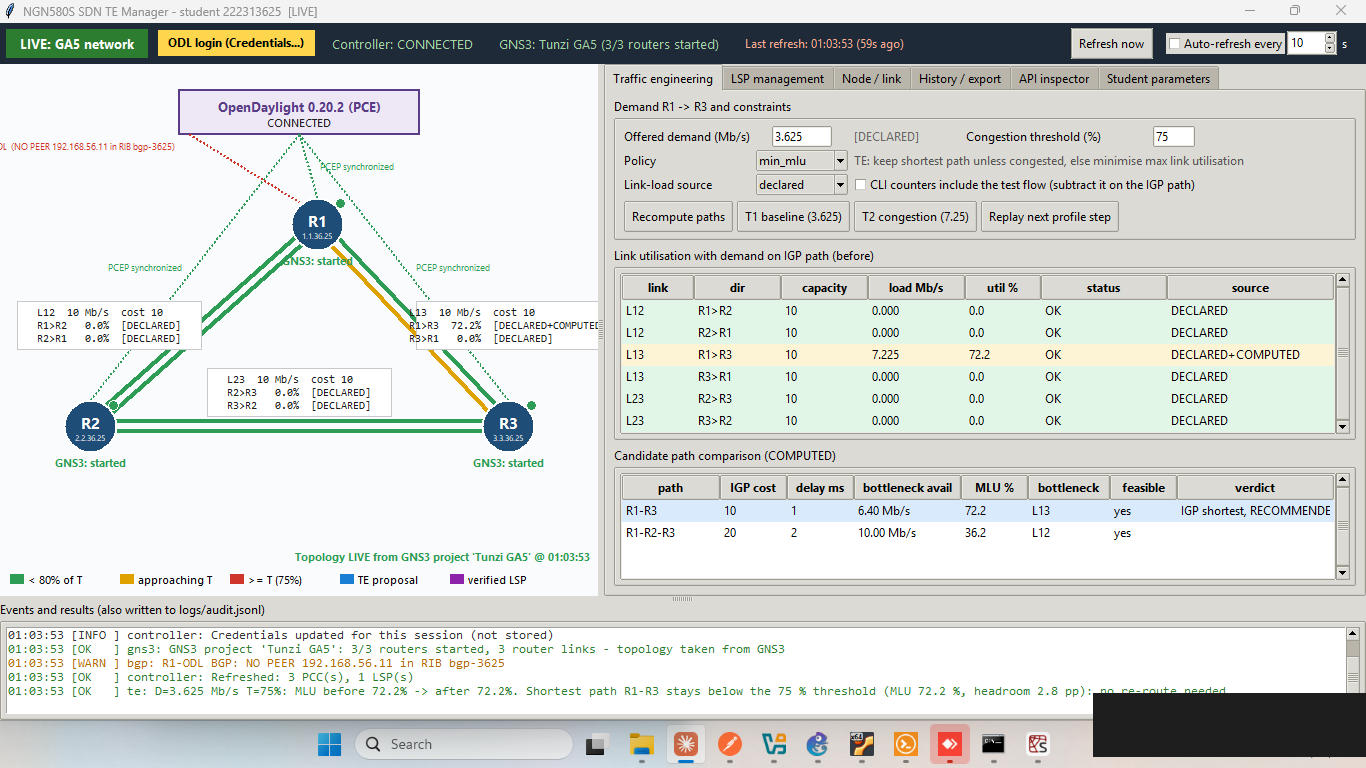 NGN580S SDN TE Manager - student 222313625 [LIVE]
LIVE: GA5 network
ODL login (Credentials...)
Controller: CONNECTED
GNS3: Tunzi GA5 (3/3 routers started)
Last refresh: 01:03:53 (59s ago)
Refresh now
Auto-refresh every
10
s
OpenDaylight 0.20.2 (PCE)
CONNECTED
DL (NO PEER 192.168.56.11 in RIB bgp-3625)
PCEP synchronized
R1
1.1.36.25
GNS3: started
PCEP synchronized
PCEP synchronized
L12 10 Mb/s cost 10
R1>R2 0.0% [DECLARED]
R2>R1 0.0% [DECLARED]
L13 10 Mb/s cost 10
R1>R3 72.2% [DECLARED+COMPUTED
R3>R1 0.0% [DECLARED]
L23 10 Mb/s cost 10
R2>R3 0.0% [DECLARED]
R3>R2 0.0% [DECLARED]
R2
2.2.36.25
GNS3: started
R3
3.3.36.25
GNS3: started
Topology LIVE from GNS3 project 'Tunzi GA5' @ 01:03:53
< 80% of T
approaching T
>= T (75%)
TE proposal
verified LSP
Traffic engineering
LSP management
Node / link
History / export
API inspector
Student parameters
Demand R1 -> R3 and constraints
Offered demand (Mb/s) 3.625 [DECLARED] Congestion threshold (%) 75
Policy min_mlu TE: keep shortest path unless congested, else minimise max link utilisation
Link-load source declared CLI counters include the test flow (subtract it on the IGP path)
Recompute paths
T1 baseline (3.625)
T2 congestion (7.25)
Replay next profile step
Link utilisation with demand on IGP path (before)
link dir capacity load Mb/s util % status source
L12 R1>R2 10 0.000 0.0 OK DECLARED
L12 R2>R1 10 0.000 0.0 OK DECLARED
L13 R1>R3 10 7.225 72.2 OK DECLARED+COMPUTED
L13 R3>R1 10 0.000 0.0 OK DECLARED
L23 R2>R3 10 0.000 0.0 OK DECLARED
L23 R3>R2 10 0.000 0.0 OK DECLARED
Candidate path comparison (COMPUTED)
path IGP cost delay ms bottleneck avail MLU % bottleneck feasible verdict
R1-R3 10 1 6.40 Mb/s 72.2 L13 yes IGP shortest, RECOMMENDE
R1-R2-R3 20 2 10.00 Mb/s 36.2 L12 yes
Events and results (also written to logs/audit.jsonl)
01:03:53 [INFO ] controller: Credentials updated for this session (not stored)
01:03:53 [OK ] gns3: GNS3 project 'Tunzi GA5': 3/3 routers started, 3 router links - topology taken from GNS3
01:03:53 [WARN ] bgp: R1-ODL BGP: NO PEER 192.168.56.11 in RIB bgp-3625
01:03:53 [OK ] controller: Refreshed: 3 PCC(s), 1 LSP(s)
01:03:53 [OK ] te: D=3.625 Mb/s T=75%: MLU before 72.2% -> after 72.2%. Shortest path R1-R3 stays below the 75 % threshold (MLU 72.2 %, headroom 2.8 pp): no re-route needed
Search